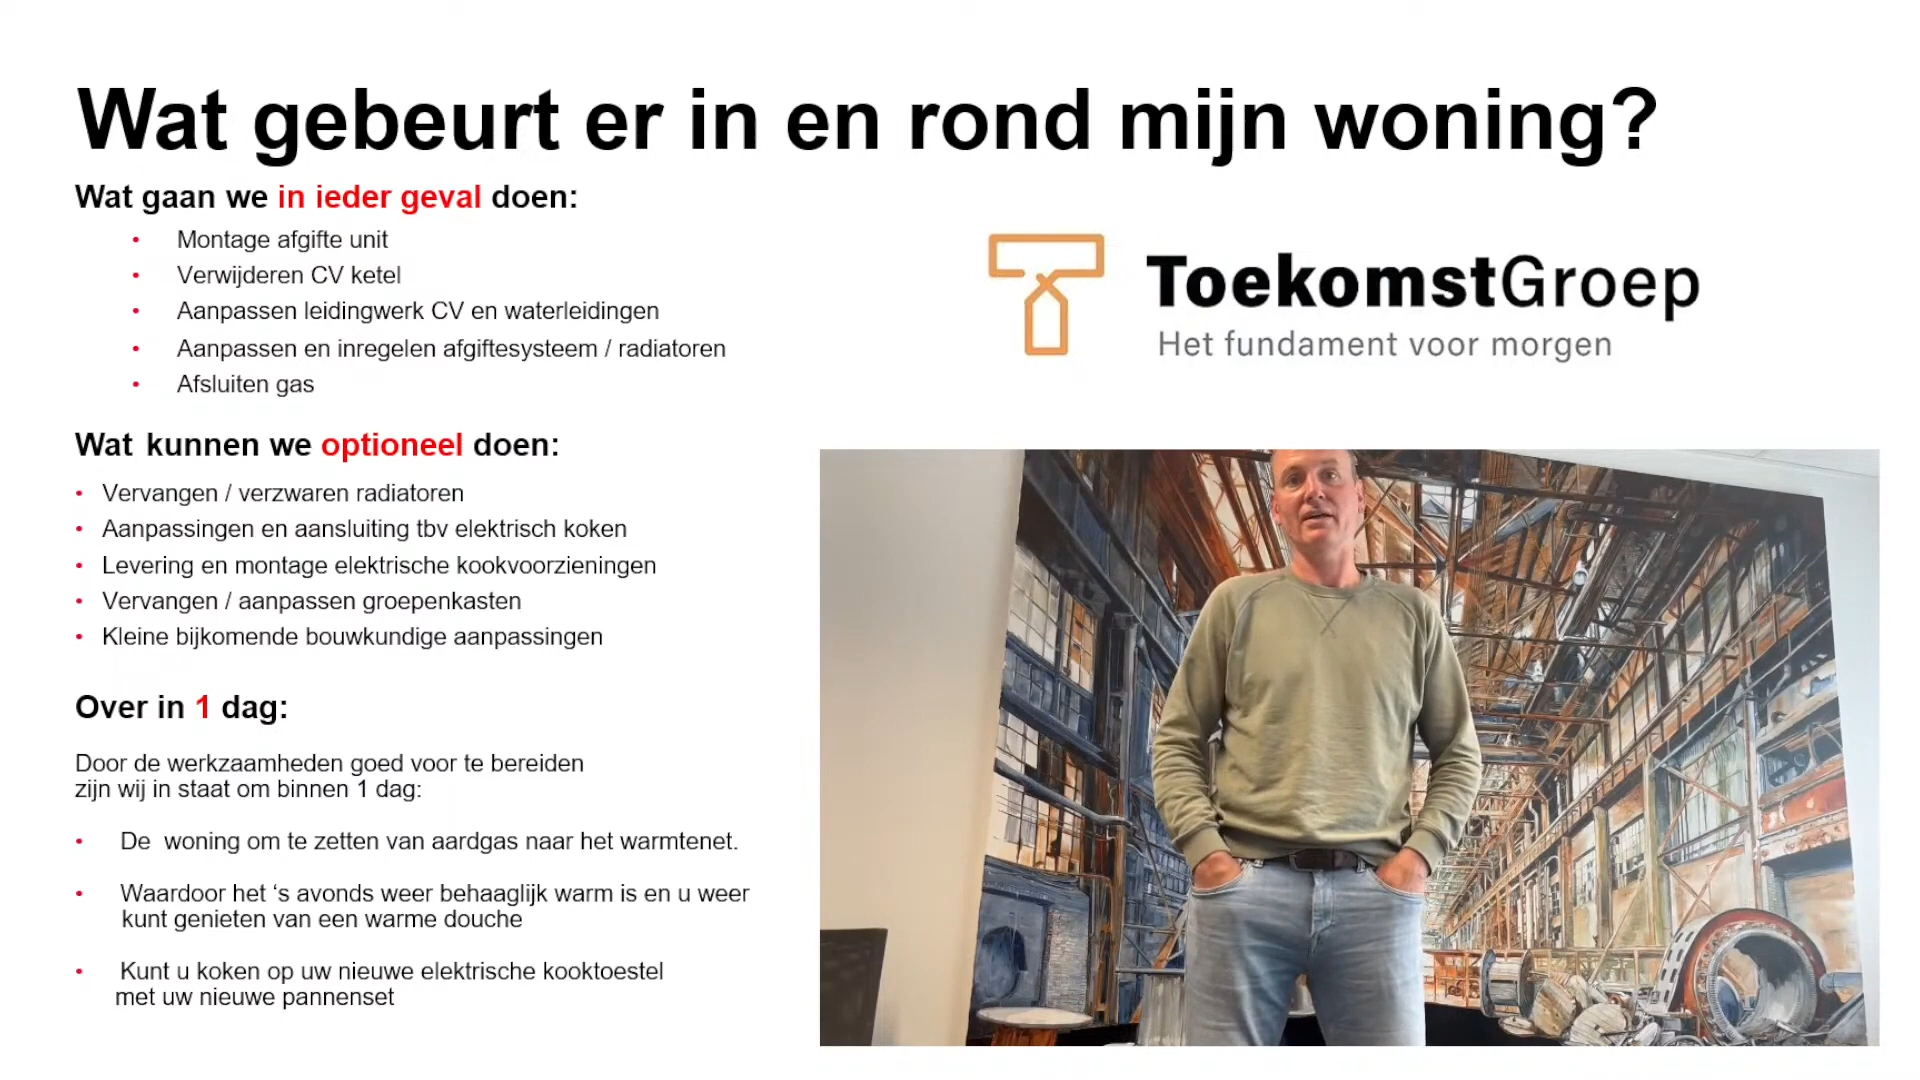 Wat gebeurt er in en rond mijn woning?
Wat gaan we in ieder geval doen:
• Montage afgifte unit
• Verwijderen CV ketel
• Aanpassen leidingwerk CV en waterleidingen
• Aanpassen en inregelen afgiftesysteem / radiatoren
• Afsluiten gas
Wat kunnen we optioneel doen:
• Vervangen / verzwaren radiatoren
• Aanpassingen en aansluiting tbv elektrisch koken
• Levering en montage elektrische kookvoorzieningen
• Vervangen / aanpassen groepenkasten
• Kleine bijkomende bouwkundige aanpassingen
Over in 1 dag:
Door de werkzaamheden goed voor te bereiden
zijn wij in staat om binnen 1 dag:
• De woning om te zetten van aardgas naar het warmtenet.
• Waardoor het ‘s avonds weer behaaglijk warm is en u weer
kunt genieten van een warme douche
• Kunt u koken op uw nieuwe elektrische kooktoestel
met uw nieuwe pannenset
ToekomstGroep
Het fundament voor morgen